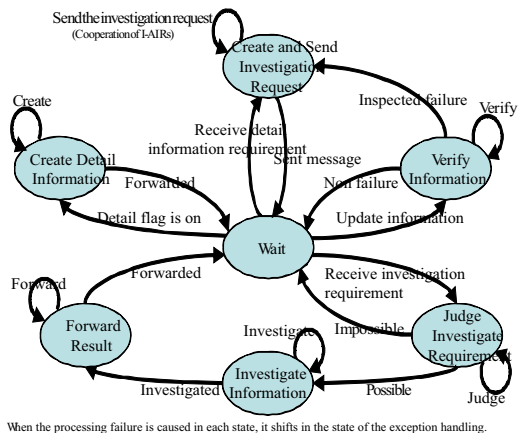 Send the investigation request
(Cooperation of I-AIRs)
Create and Send
Investigation
Request
Inspected failure
Create
Verify
Receive detail
information requirement
Sent message
Create Detail
Information
Forwarded
Non failure
Verify
Information
Detail flag is on
Update information
Wait
Forwarded
Receive investigation
requirement
Forward
Forward
Result
Impossible
Judge
Investigate
Requirement
Investigate
Investigate
Information
Investigated
Possible
Judge
When the processing failure is caused in each state, it shifts in the state of the exception handling.